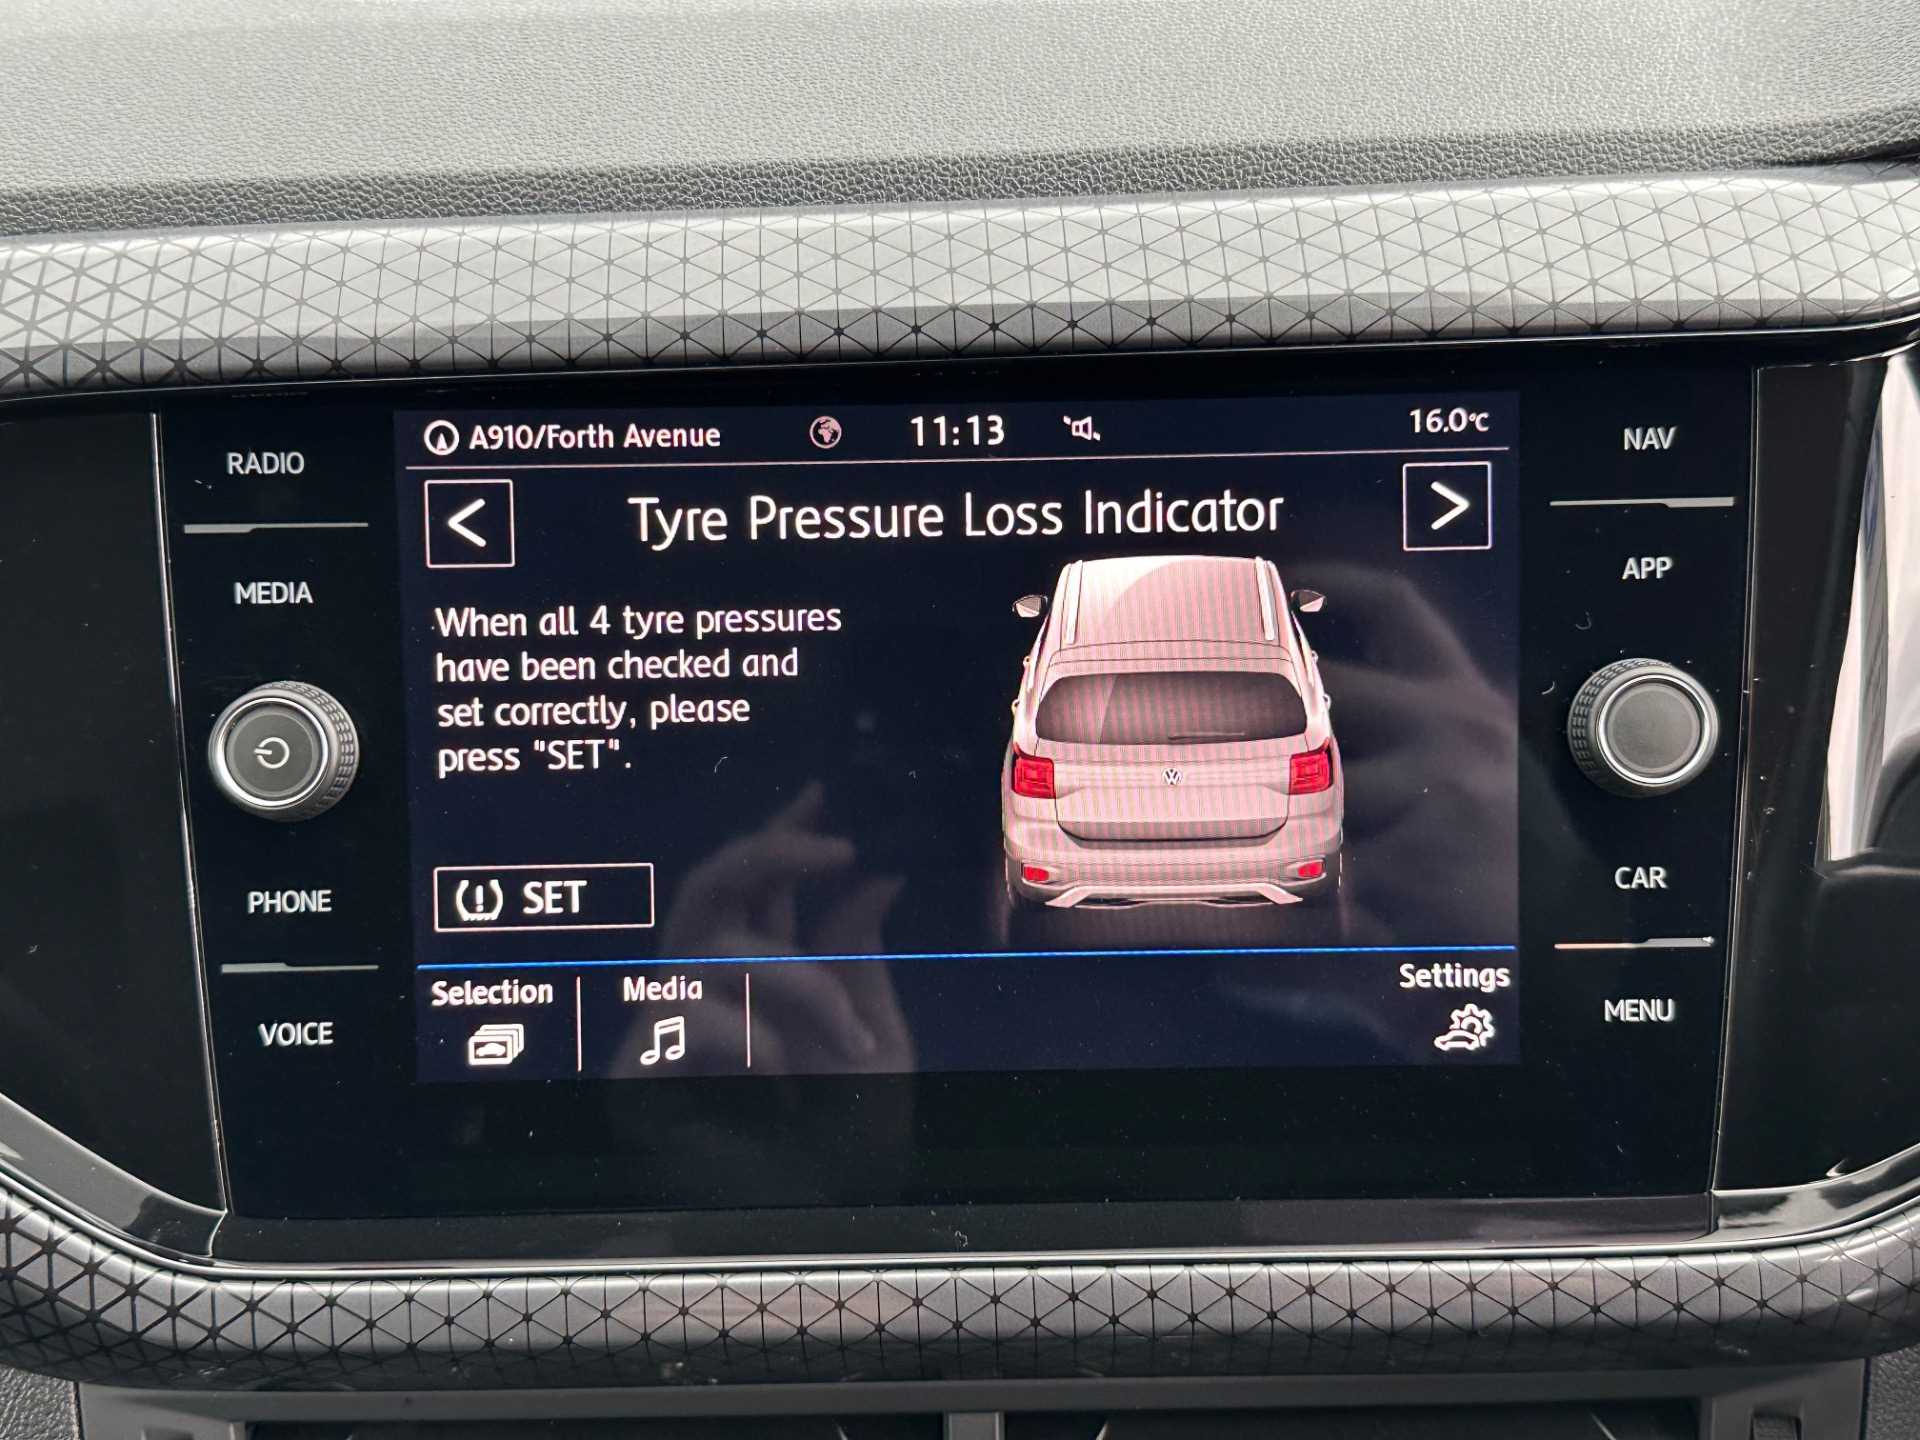 A910/Forth Avenue
11:13
16.0°C
< Tyre Pressure Loss Indicator >
When all 4 tyre pressures
have been checked and
set correctly, please
press "SET".
SET
Selection
Media
Settings
RADIO
MEDIA
PHONE
VOICE
NAV
APP
CAR
MENU